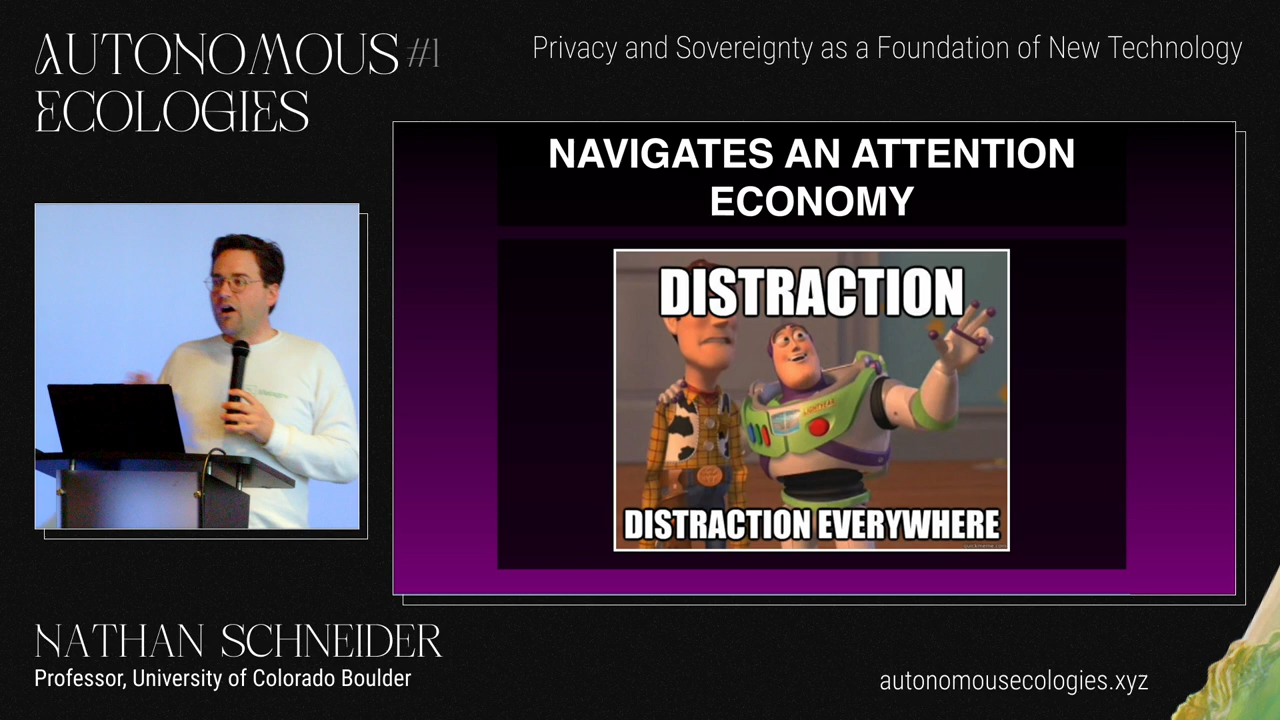 AUTONOMOUS #1
ECOLOGIES
Privacy and Sovereignty as a Foundation of New Technology
NAVIGATES AN ATTENTION
ECONOMY
DISTRACTION
LIGHTYEAR
DISTRACTION EVERYWHERE
NATHAN SCHNEIDER
Professor, University of Colorado Boulder
autonomousecologies.xyz